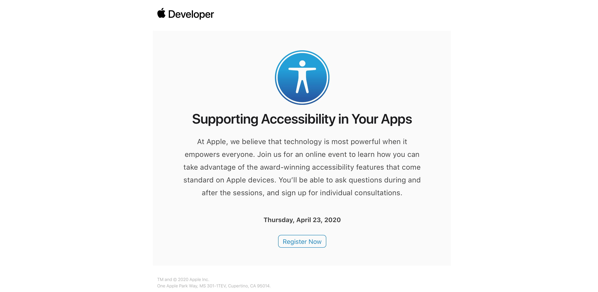 Developer
Supporting Accessibility in Your Apps
At Apple, we believe that technology is most powerful when it
empowers everyone. Join us for an online event to learn how you can
take advantage of the award-winning accessibility features that come
standard on Apple devices. You'll be able to ask questions during and
after the sessions, and sign up for individual consultations.
Thursday, April 23, 2020
Register Now
TM and © 2020 Apple Inc.
One Apple Park Way, MS 301-1TEV, Cupertino, CA 95014